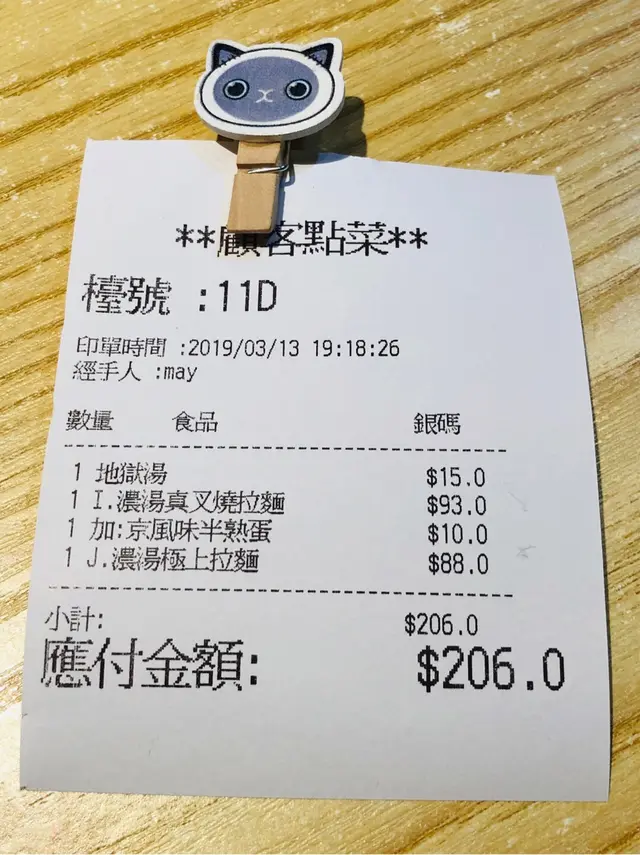 **顧客點菜**
檯號 :11D
印單時間 :2019/03/13 19:18:26
經手人 :may
數量 食品 銀碼
1 地獄湯 $15.0
1 I.濃湯真叉燒拉麵 $93.0
1 加:京風味半熟蛋 $10.0
1 J.濃湯極上拉麵 $88.0
小計: $206.0
應付金額: $206.0